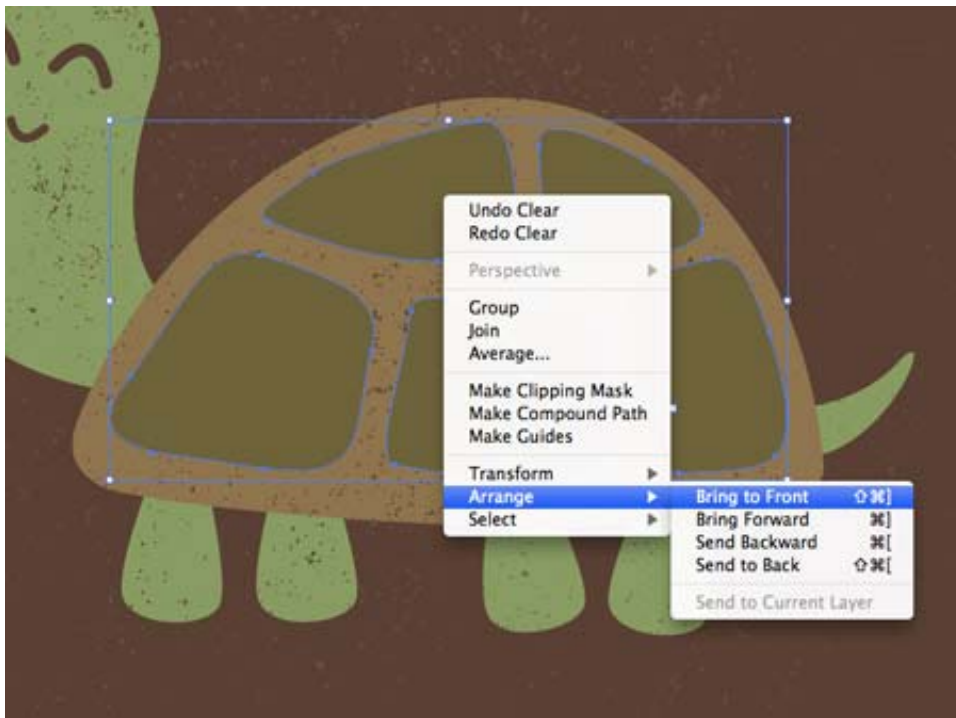 Undo Clear
Redo Clear
Perspective
Group
Join
Average...
Make Clipping Mask
Make Compound Path
Make Guides
Transform
Arrange
Select
Bring to Front ⇧⌘]
Bring Forward ⌘]
Send Backward ⌘[
Send to Back ⇧⌘[
Send to Current Layer